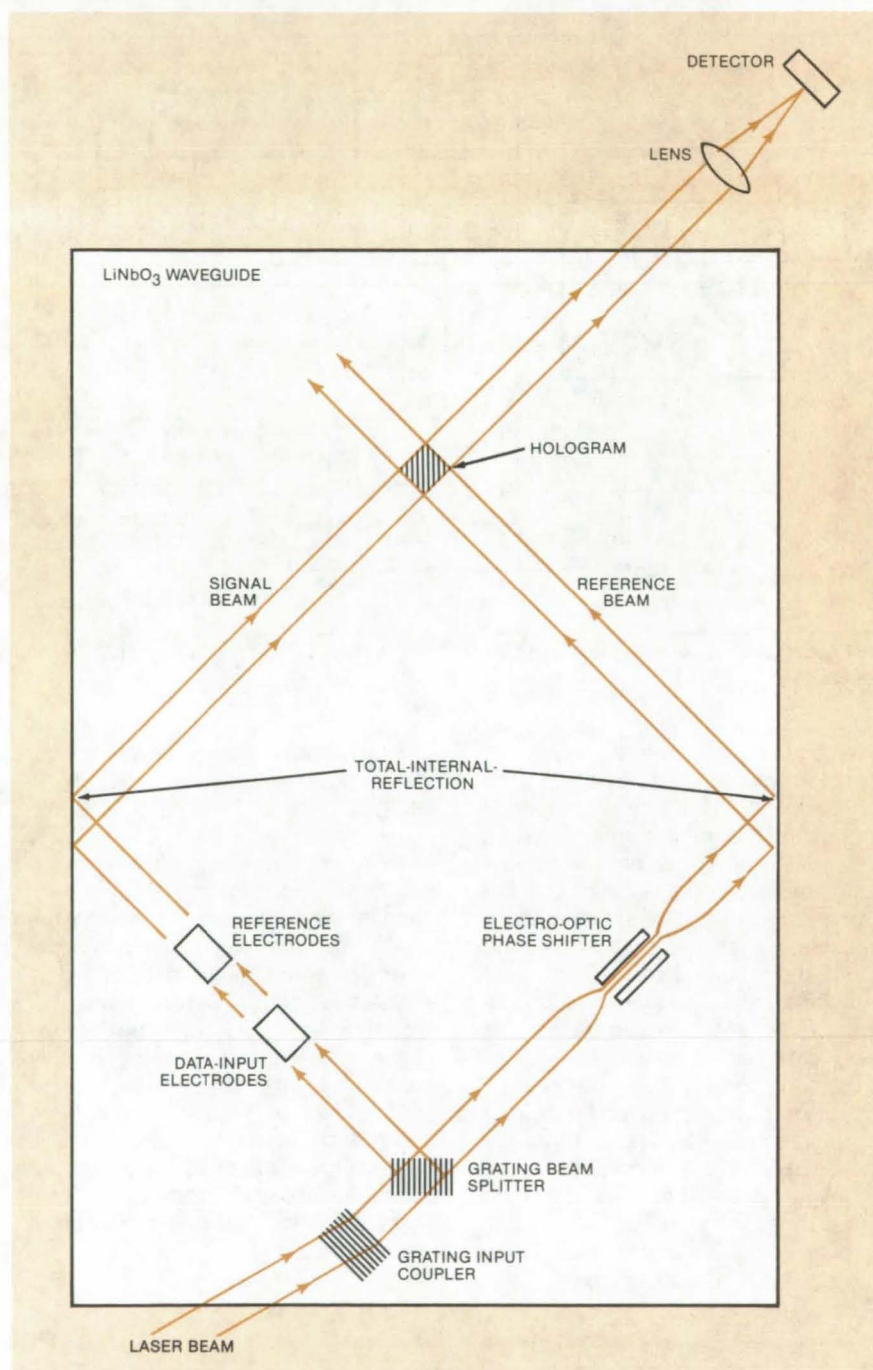 DETECTOR
LENS
LiNbO3 WAVEGUIDE
HOLOGRAM
SIGNAL
BEAM
REFERENCE
BEAM
TOTAL-INTERNAL-
REFLECTION
REFERENCE
ELECTRODES
ELECTRO-OPTIC
PHASE SHIFTER
DATA-INPUT
ELECTRODES
GRATING BEAM
SPLITTER
GRATING INPUT
COUPLER
LASER BEAM